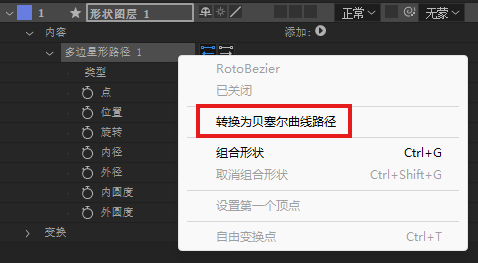 1 形状图层 1 正常 无蒙
内容 添加:
多边星形路径 1
类型
点
位置
旋转
内径
外径
内圆度
外圆度
变换
RotoBezier
已关闭
转换为贝塞尔曲线路径
组合形状 Ctrl+G
取消组合形状 Ctrl+Shift+G
设置第一个顶点
自由变换点 Ctrl+T